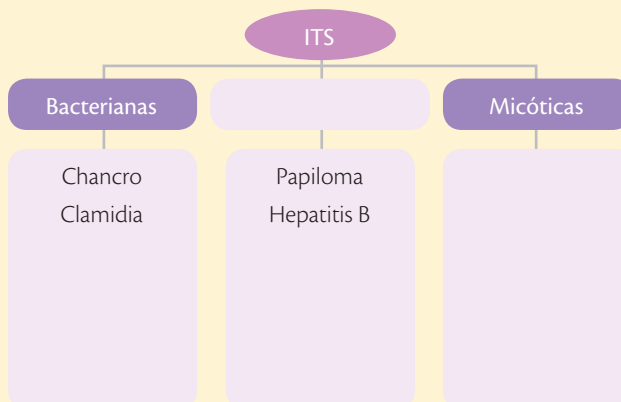 ITS
Bacterianas
Micóticas
Chancro
Clamidia
Papiloma
Hepatitis B